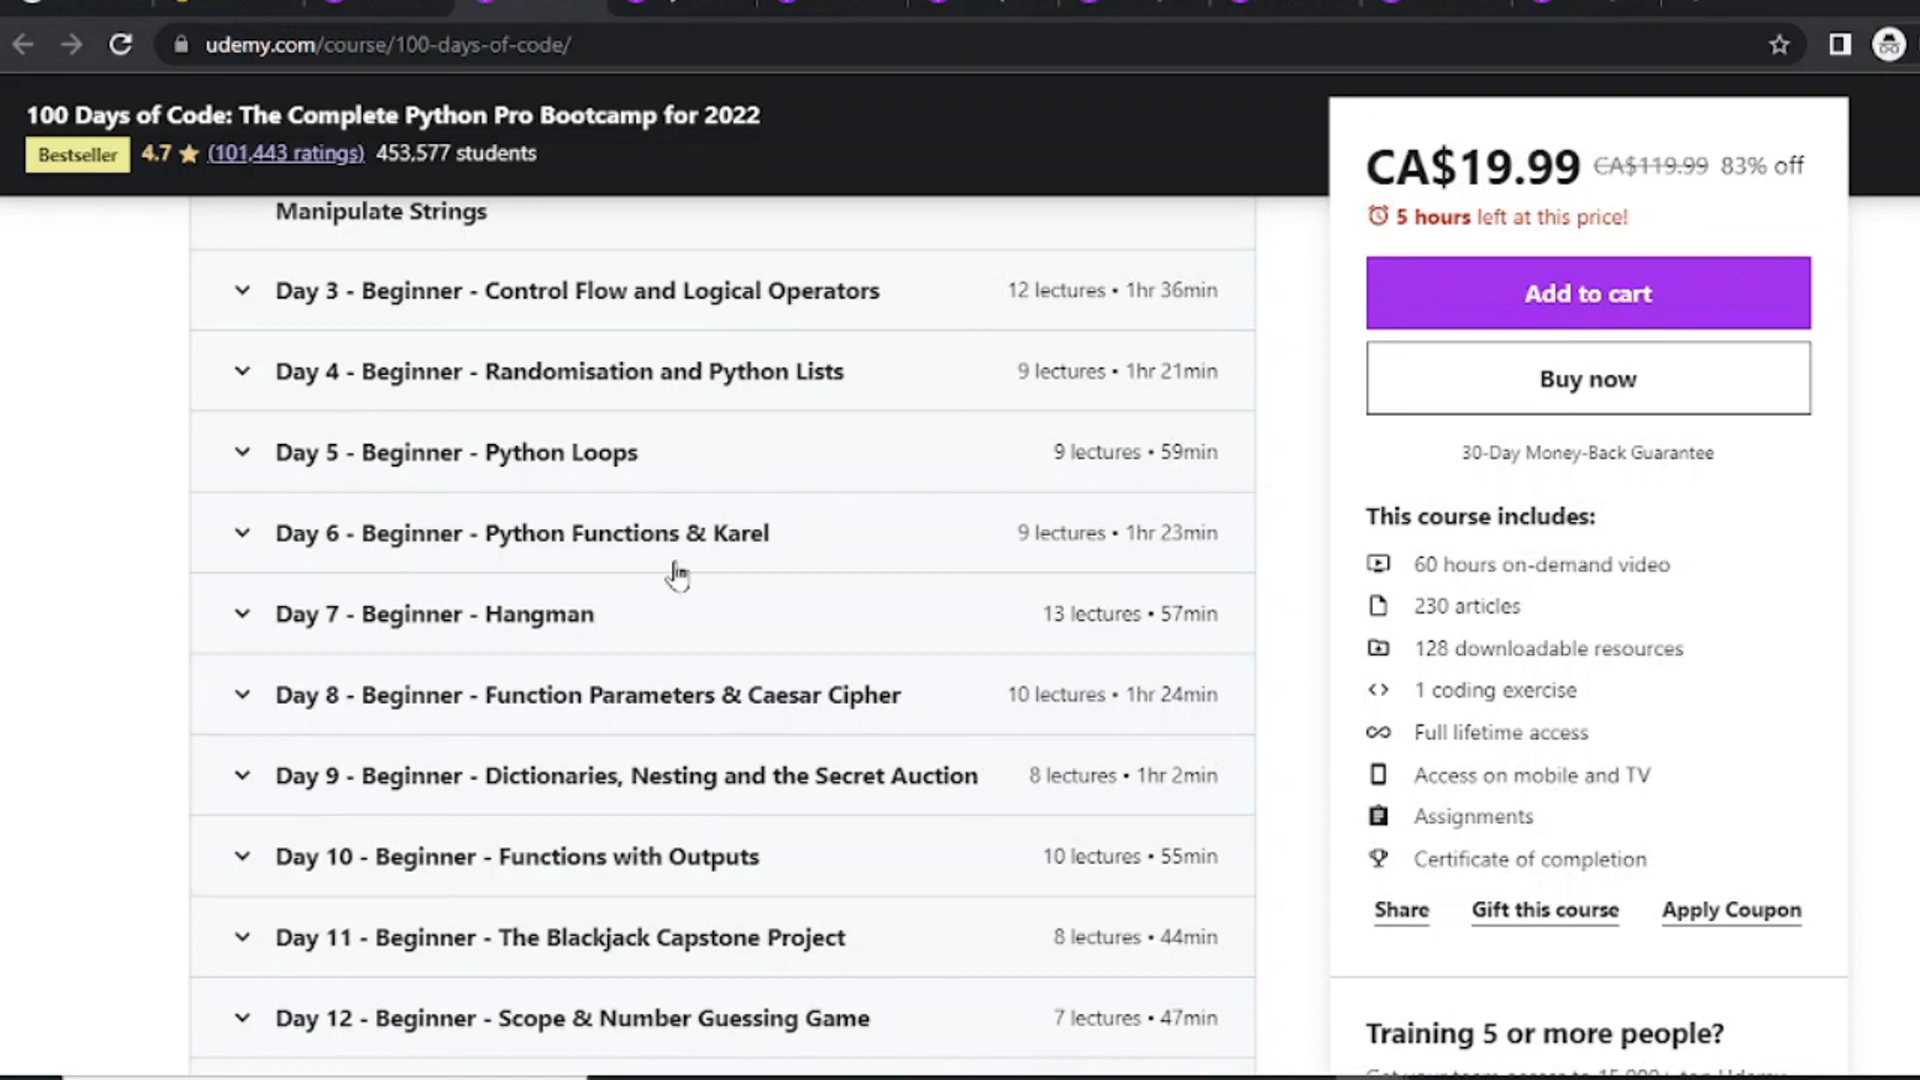 udemy.com/course/100-days-of-code/
100 Days of Code: The Complete Python Pro Bootcamp for 2022
Bestseller 4.7 (101,443 ratings) 453,577 students
Manipulate Strings
Day 3 - Beginner - Control Flow and Logical Operators 12 lectures • 1hr 36min
Day 4 - Beginner - Randomisation and Python Lists 9 lectures • 1hr 21min
Day 5 - Beginner - Python Loops 9 lectures • 59min
Day 6 - Beginner - Python Functions & Karel 9 lectures • 1hr 23min
Day 7 - Beginner - Hangman 13 lectures • 57min
Day 8 - Beginner - Function Parameters & Caesar Cipher 10 lectures • 1hr 24min
Day 9 - Beginner - Dictionaries, Nesting and the Secret Auction 8 lectures • 1hr 2min
Day 10 - Beginner - Functions with Outputs 10 lectures • 55min
Day 11 - Beginner - The Blackjack Capstone Project 8 lectures • 44min
Day 12 - Beginner - Scope & Number Guessing Game 7 lectures • 47min
CA$19.99 CA$119.99 83% off
5 hours left at this price!
Add to cart
Buy now
30-Day Money-Back Guarantee
This course includes:
60 hours on-demand video
230 articles
128 downloadable resources
1 coding exercise
Full lifetime access
Access on mobile and TV
Assignments
Certificate of completion
Share Gift this course Apply Coupon
Training 5 or more people?